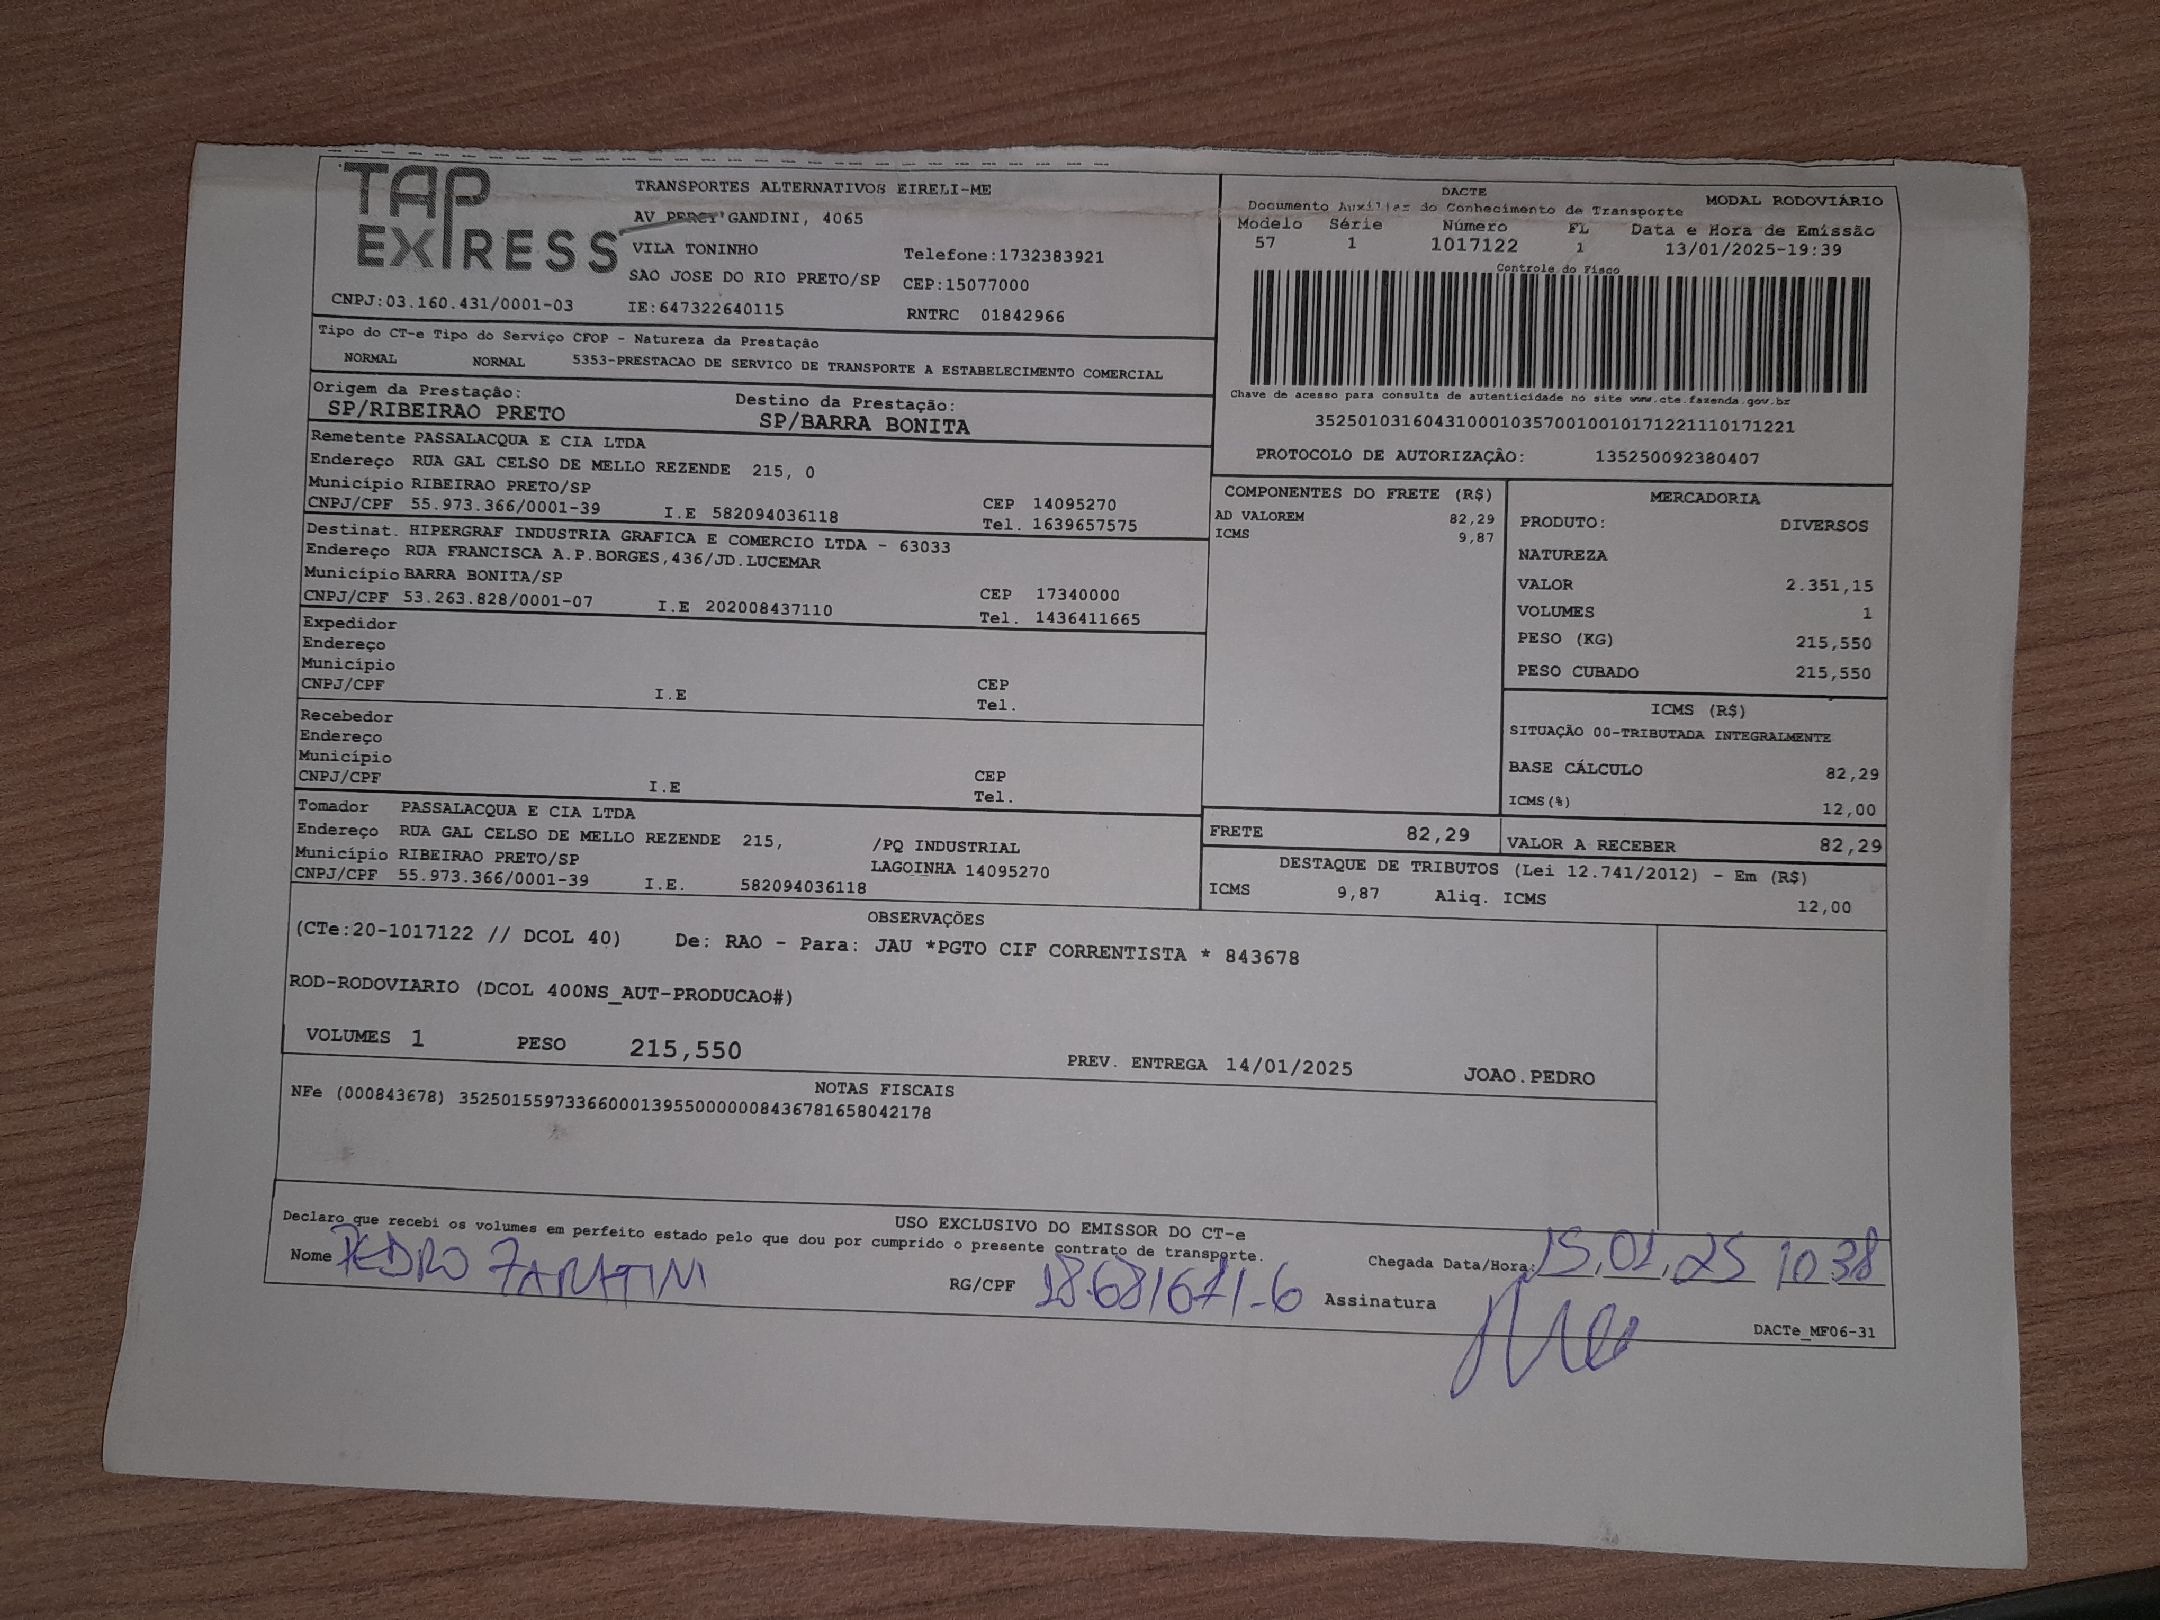 TAP EXPRESS
TRANSPORTES ALTERNATIVOS EIRELI-ME
AV PERCY GANDINI, 4065
VILA TONINHO
Telefone:1732383921
SAO JOSE DO RIO PRETO/SP CEP:15077000
CNPJ:03.160.431/0001-03 IE:647322640115 RNTRC 01842966
DACTE MODAL RODOVIÁRIO
Documento Auxiliar do Conhecimento de Transporte
Modelo Série Número FL Data e Hora de Emissão
57 1 1017122 1 13/01/2025-19:39
Controle do Fisco
Chave de acesso para consulta de autenticidade no site www.cte.fazenda.gov.br
35250103160431000103570010010171221110171221
PROTOCOLO DE AUTORIZAÇÃO: 135250092380407
Tipo do CT-e Tipo do Serviço CFOP - Natureza da Prestação
NORMAL NORMAL 5353-PRESTACAO DE SERVICO DE TRANSPORTE A ESTABELECIMENTO COMERCIAL
Origem da Prestação: Destino da Prestação:
SP/RIBEIRAO PRETO SP/BARRA BONITA
Remetente PASSALACQUA E CIA LTDA
Endereço RUA GAL CELSO DE MELLO REZENDE 215, 0
Município RIBEIRAO PRETO/SP CEP 14095270
CNPJ/CPF 55.973.366/0001-39 I.E 582094036118 Tel. 1639657575
Destinat. HIPERGRAF INDUSTRIA GRAFICA E COMERCIO LTDA - 63033
Endereço RUA FRANCISCA A.P.BORGES,436/JD.LUCEMAR
Município BARRA BONITA/SP CEP 17340000
CNPJ/CPF 53.263.828/0001-07 I.E 202008437110 Tel. 1436411665
Expedidor
Endereço
Município CEP
CNPJ/CPF I.E Tel.
Recebedor
Endereço
Município CEP
CNPJ/CPF I.E Tel.
Tomador PASSALACQUA E CIA LTDA
Endereço RUA GAL CELSO DE MELLO REZENDE 215, /PQ INDUSTRIAL
Município RIBEIRAO PRETO/SP LAGOINHA 14095270
CNPJ/CPF 55.973.366/0001-39 I.E. 582094036118
COMPONENTES DO FRETE (R$)
AD VALOREM 82,29
ICMS 9,87
MERCADORIA
PRODUTO: DIVERSOS
NATUREZA
VALOR 2.351,15
VOLUMES 1
PESO (KG) 215,550
PESO CUBADO 215,550
ICMS (R$)
SITUAÇÃO 00-TRIBUTADA INTEGRALMENTE
BASE CÁLCULO 82,29
ICMS(%) 12,00
FRETE 82,29 VALOR A RECEBER 82,29
DESTAQUE DE TRIBUTOS (Lei 12.741/2012) - Em (R$)
ICMS 9,87 Aliq. ICMS 12,00
OBSERVAÇÕES
(CTe:20-1017122 // DCOL 40) De: RAO - Para: JAU *PGTO CIF CORRENTISTA * 843678
ROD-RODOVIARIO (DCOL 400NS_AUT-PRODUCAO#)
VOLUMES 1 PESO 215,550 PREV. ENTREGA 14/01/2025 JOAO.PEDRO
NOTAS FISCAIS
NFe (000843678) 35250155973366000139550000008436781658042178
USO EXCLUSIVO DO EMISSOR DO CT-e
Declaro que recebi os volumes em perfeito estado pelo que dou por cumprido o presente contrato de transporte.
Nome PEDRO ZARATINI RG/CPF Chegada Data/Hora: 15.01.25 10 38
Assinatura
DACTe_MF06-31